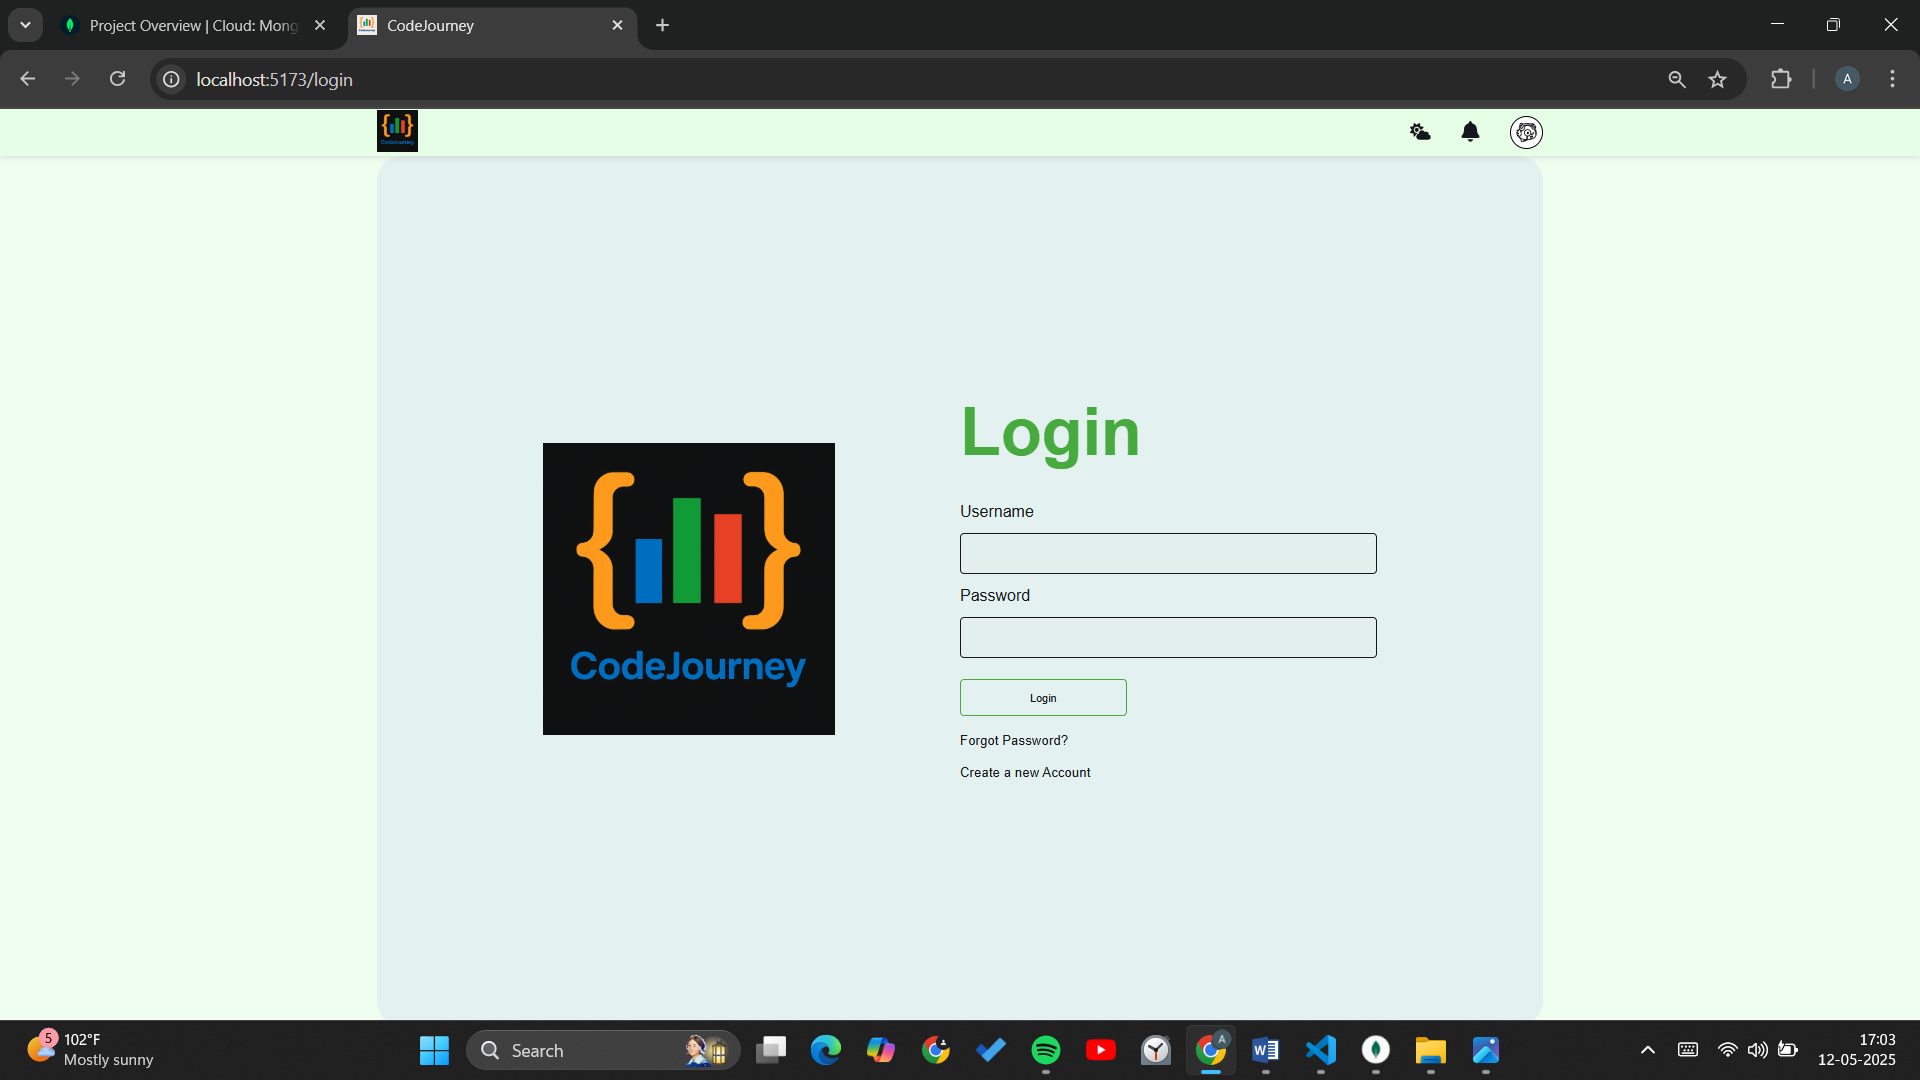 Project Overview | Cloud: Mong
CodeJourney
localhost:5173/login
A
CodeJourney
Login
Username
Password
CodeJourney
Login
Forgot Password?
Create a new Account
5
102°F
Mostly sunny
Search
A
W
17:03
12-05-2025